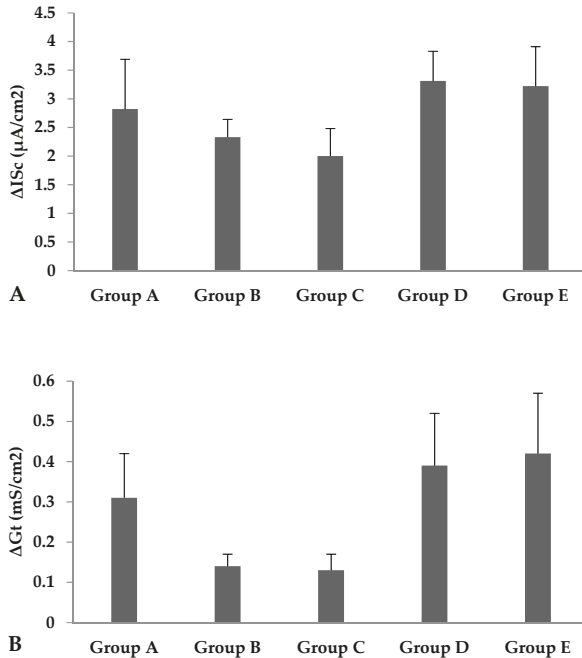 4.5
4
3.5
3
2.5
2
1.5
1
0.5
0
ΔISc (μA/cm2)
A
Group A Group B Group C Group D Group E
0.6
0.5
0.4
0.3
0.2
0.1
0
ΔGt (mS/cm2)
B
Group A Group B Group C Group D Group E